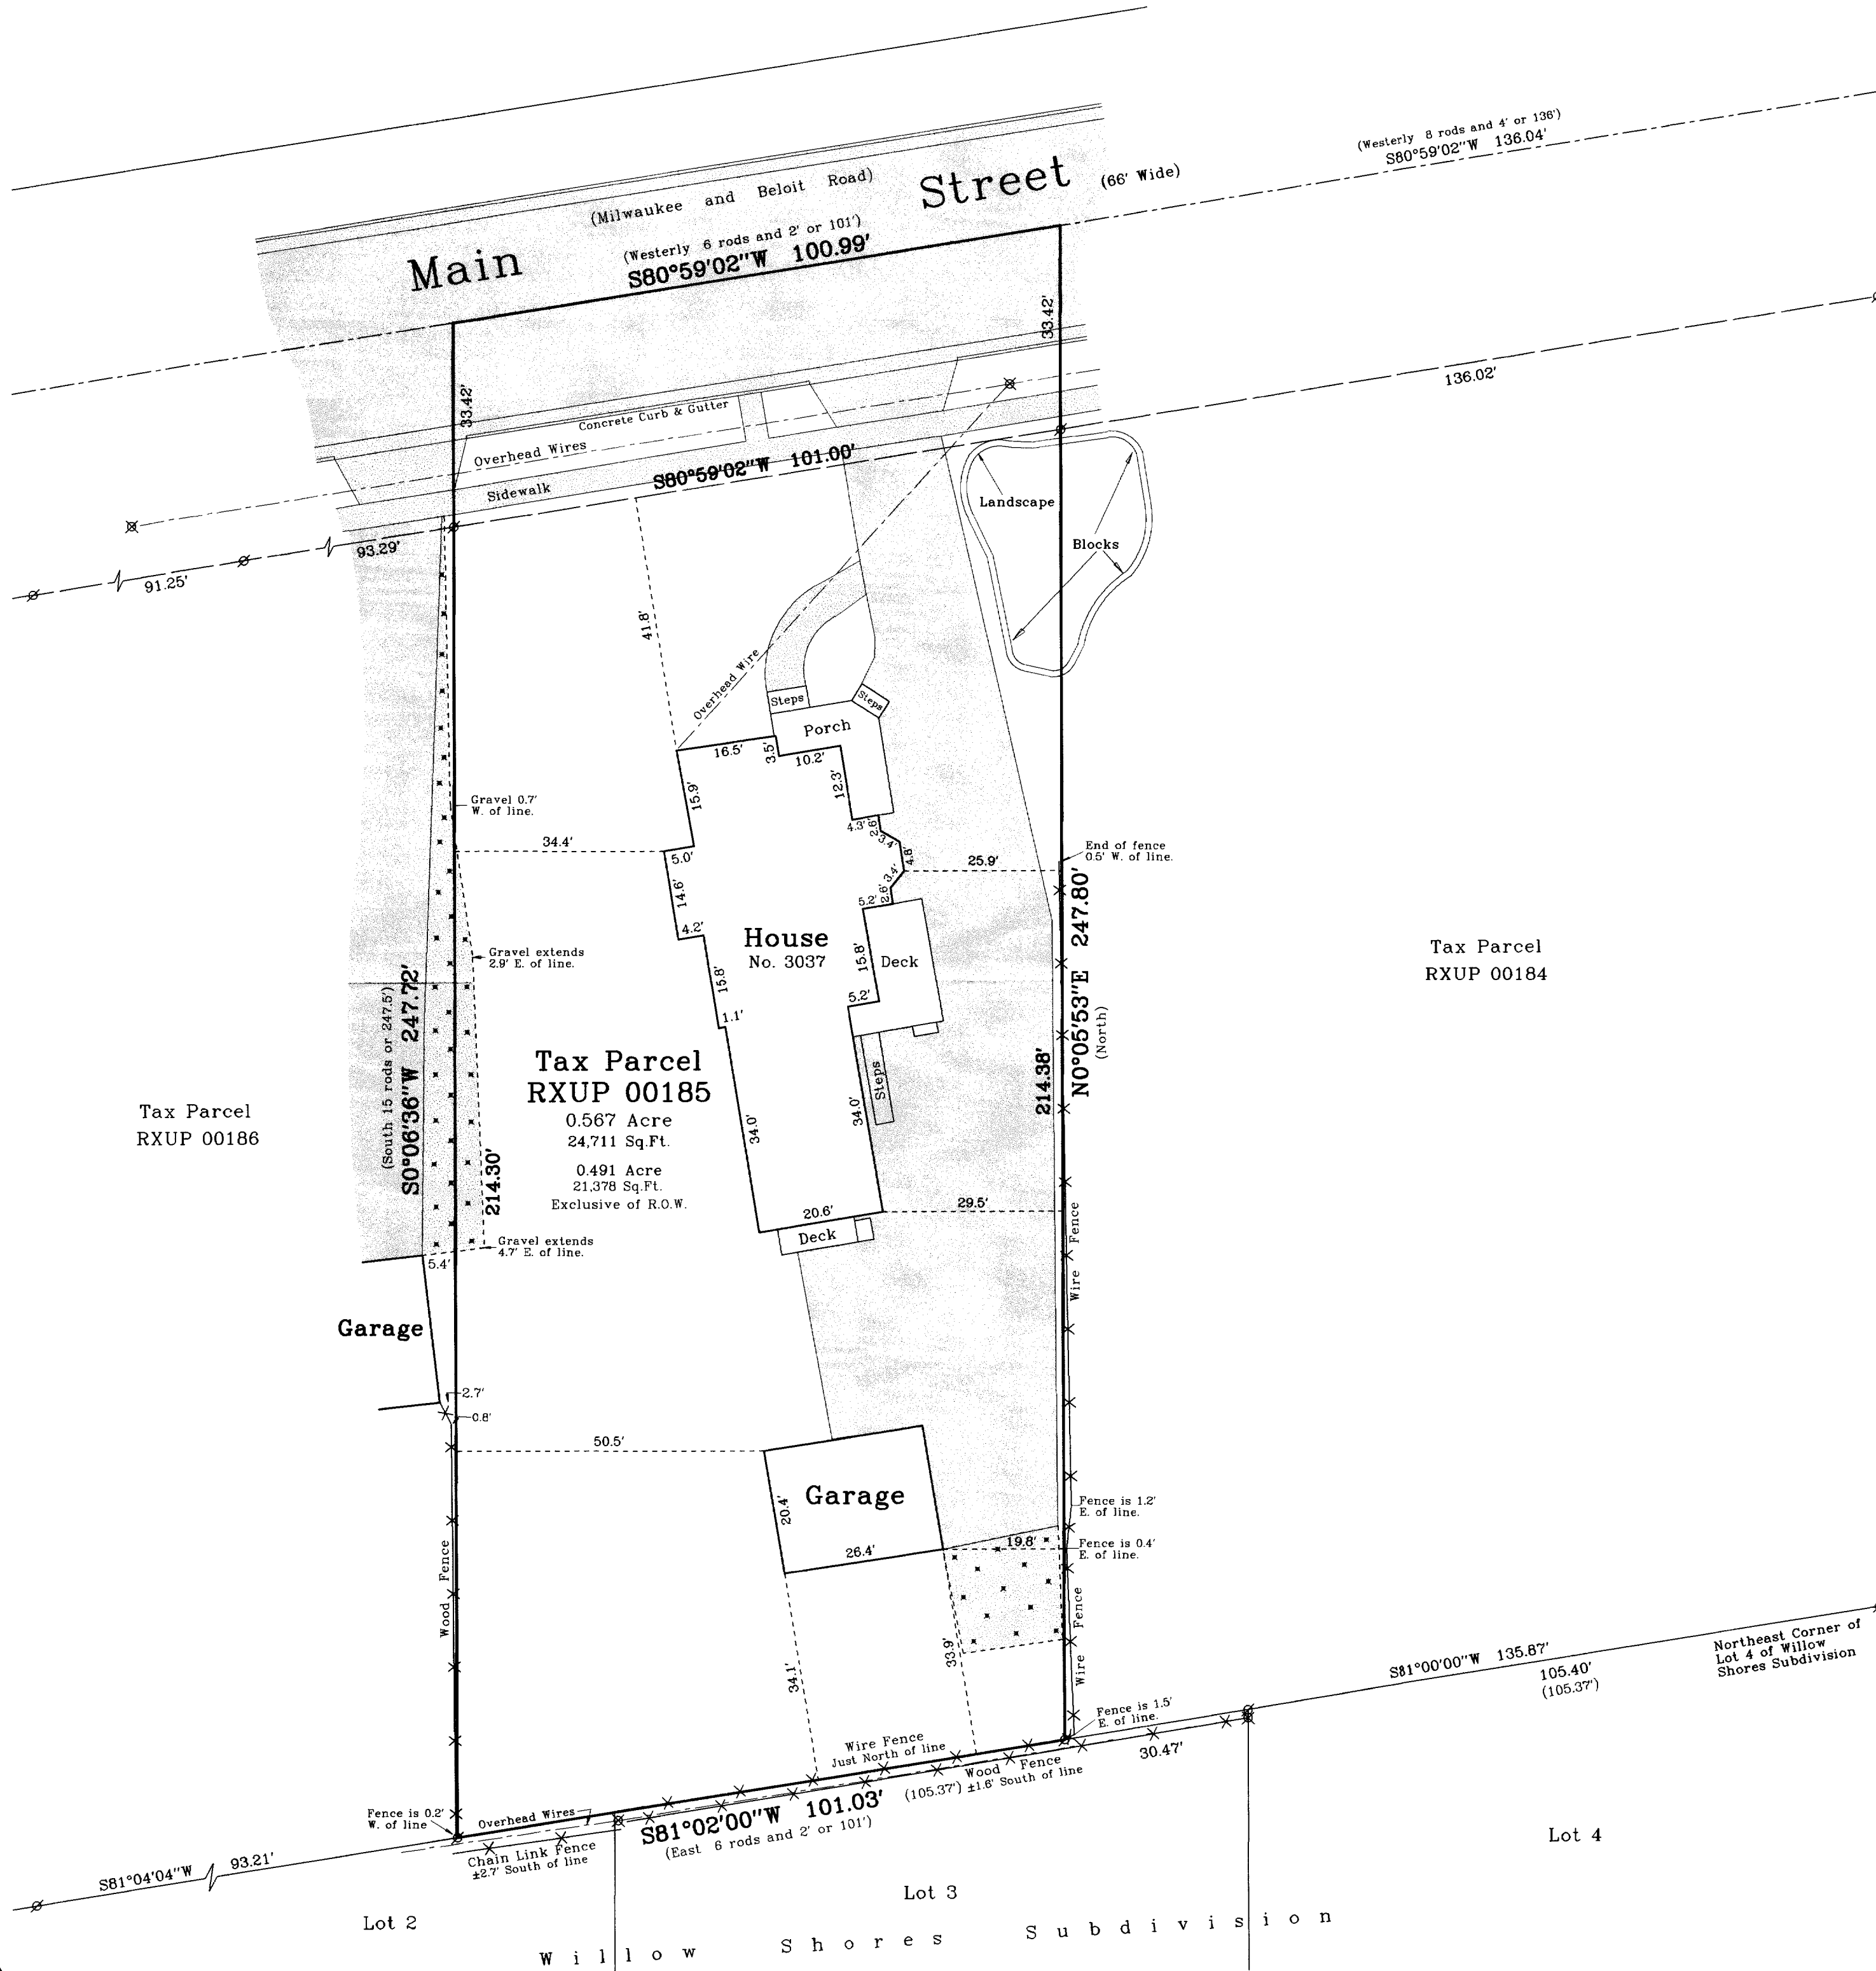 (Westerly 8 rods and 4' or 136')
S80°59'02"W 136.04'
Main Street (66' Wide)
(Milwaukee and Beloit Road)
(Westerly 6 rods and 2' or 101')
S80°59'02"W 100.99'
33.42'
33.42'
136.02'
Concrete Curb & Gutter
Overhead Wires
Sidewalk
S80°59'02"W 101.00'
93.29'
91.25'
Landscape
Blocks
41.8'
Overhead Wire
Steps
Steps
Porch
16.5'
3.5'
10.2'
12.3'
15.9'
4.3'
2.6'
3.4'
4.8'
3.4'
2.6'
5.2'
Gravel 0.7'
W. of line.
34.4'
5.0'
14.6'
4.2'
25.9'
End of fence
0.5' W. of line.
House
No. 3037
15.8'
Deck
15.8'
5.2'
1.1'
Gravel extends
2.9' E. of line.
(South 15 rods or 247.5')
S0°06'36"W 247.72'
214.30'
N0°05'53"E 247.80'
(North)
214.38'
Tax Parcel
RXUP 00184
Tax Parcel
RXUP 00185
0.567 Acre
24,711 Sq.Ft.
0.491 Acre
21,378 Sq.Ft.
Exclusive of R.O.W.
Tax Parcel
RXUP 00186
Steps
34.0'
34.0'
20.6'
29.5'
Deck
Gravel extends
4.7' E. of line.
5.4'
Wire Fence
Garage
2.7'
0.8'
50.5'
Garage
20.4'
26.4'
19.8'
Fence is 1.2'
E. of line.
Fence is 0.4'
E. of line.
Wood Fence
Wire Fence
34.1'
33.9'
Fence is 1.5'
E. of line.
S81°00'00"W 135.87'
105.40'
(105.37')
Northeast Corner of
Lot 4 of Willow
Shores Subdivision
Wire Fence
Just North of line
30.47'
Wood Fence
(105.37') ±1.6' South of line
Fence is 0.2'
W. of line
Overhead Wires
S81°02'00"W 101.03'
(East 6 rods and 2' or 101')
Chain Link Fence
±2.7' South of line
S81°04'04"W 93.21'
Lot 2
Lot 3
Lot 4
Willow Shores Subdivision